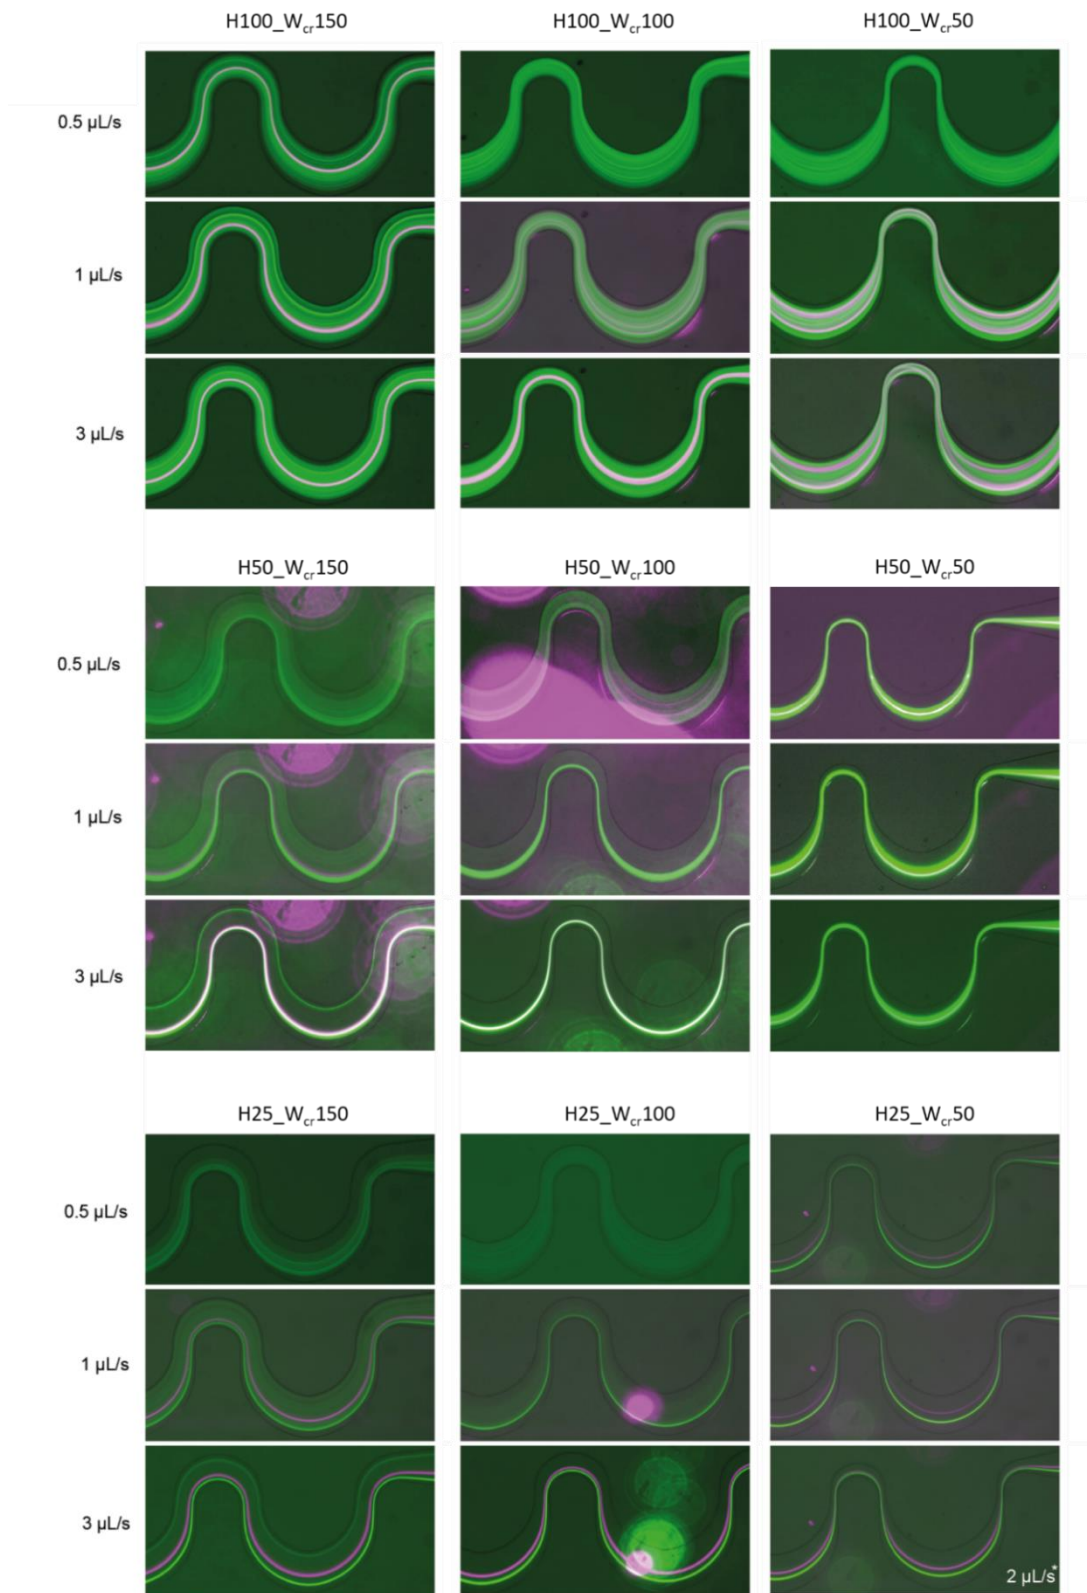 H100_Wcr150 H100_Wcr100 H100_Wcr50
0.5 µL/s
1 µL/s
3 µL/s
H50_Wcr150 H50_Wcr100 H50_Wcr50
0.5 µL/s
1 µL/s
3 µL/s
H25_Wcr150 H25_Wcr100 H25_Wcr50
0.5 µL/s
1 µL/s
3 µL/s
2 µL/s*